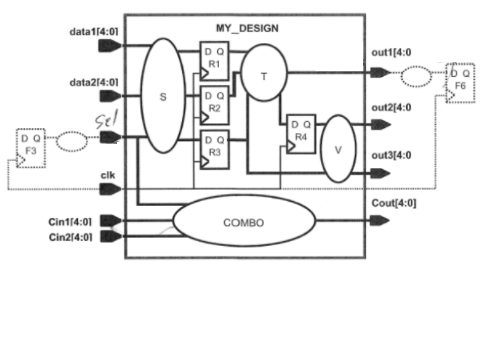 MY_DESIGN
data1[4:0]
out1[4:0
D Q
R1
D Q
F6
T
data2[4:0]
S
D Q
R2
out2[4:0
Sel
D Q
R4
D Q
F3
D Q
R3
V
out3[4:0
clk
Cin1[4:0]
COMBO
Cout[4:0]
Cin2[4:0]